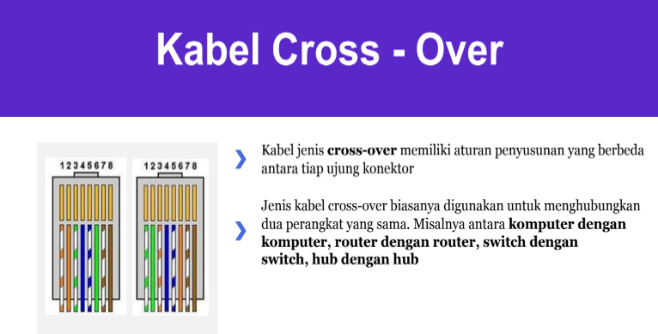 Kabel Cross - Over
12345678
12345678
Kabel jenis cross-over memiliki aturan penyusunan yang berbeda
antara tiap ujung konektor
Jenis kabel cross-over biasanya digunakan untuk menghubungkan
dua perangkat yang sama. Misalnya antara komputer dengan
komputer, router dengan router, switch dengan
switch, hub dengan hub